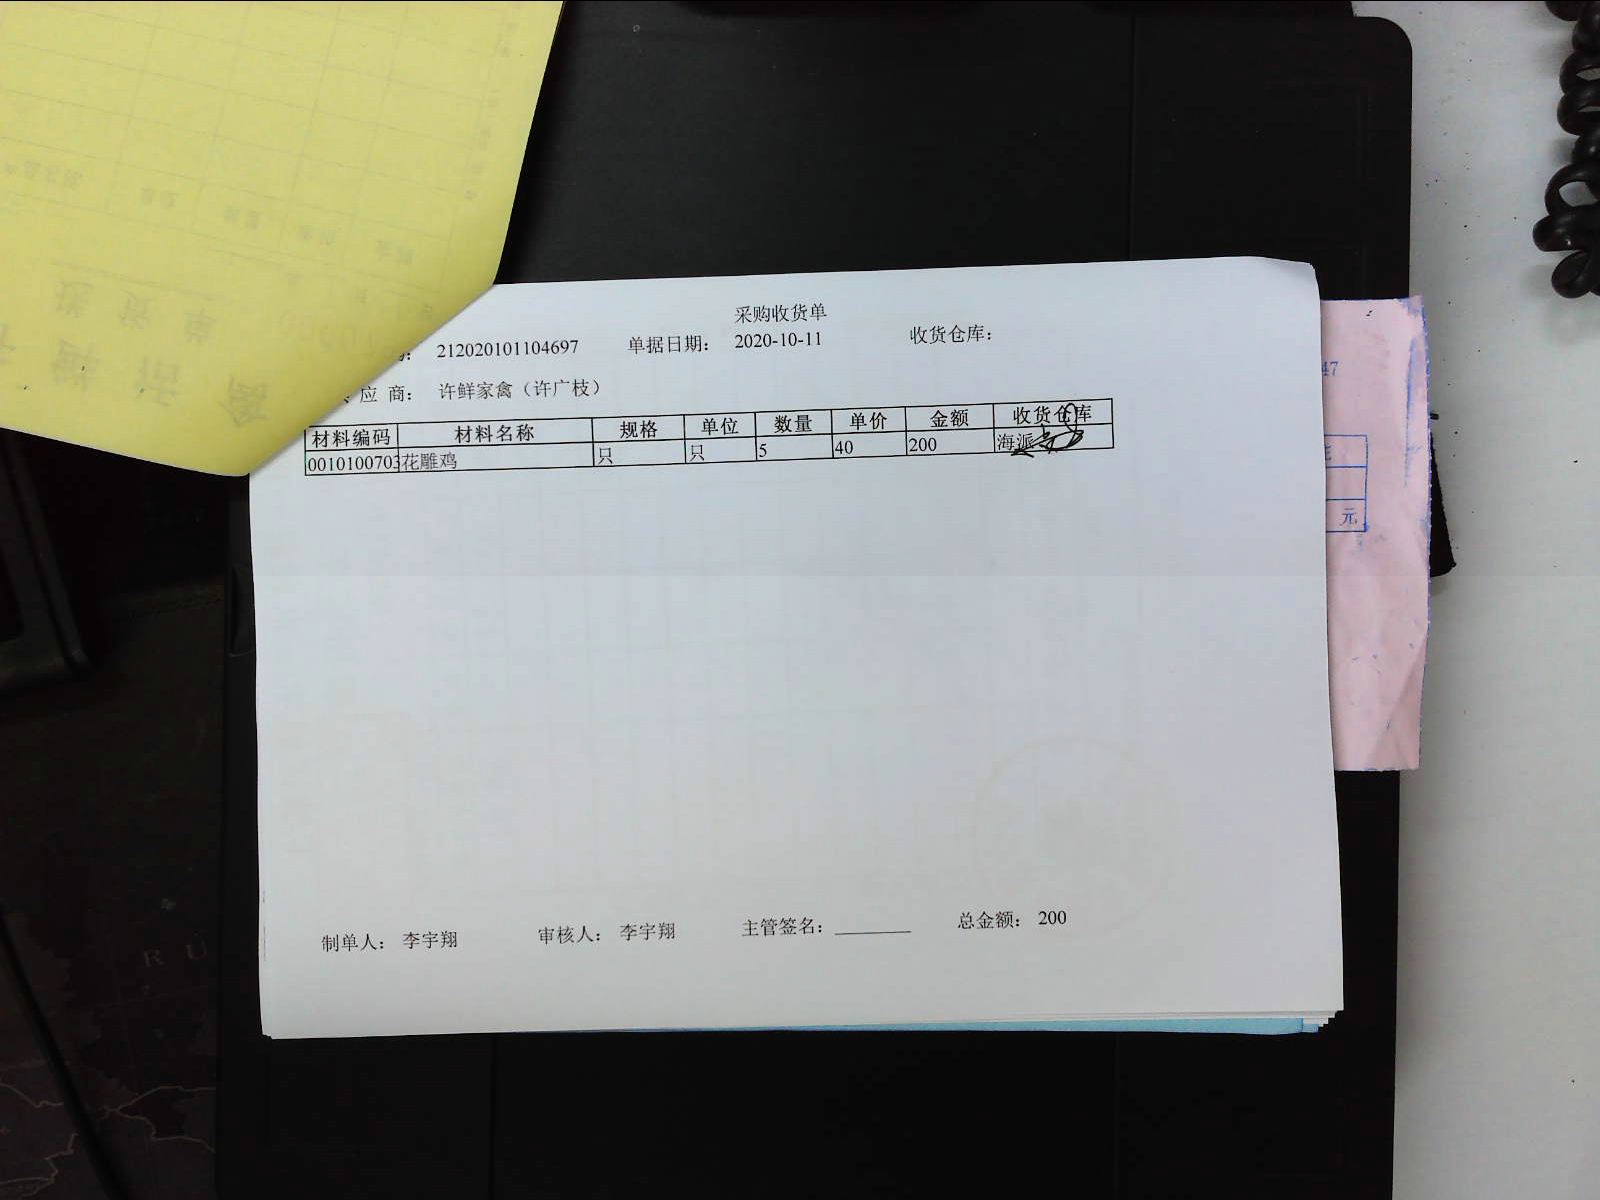 采购收货单
212020101104697 单据日期： 2020-10-11 收货仓库：
应 商： 许鲜家禽（许广枝）
材料编码 材料名称 规格 单位 数量 单价 金额 收货仓库
0010100703 花雕鸡 只 只 5 40 200 海派
制单人： 李宇翔 审核人： 李宇翔 主管签名： 总金额： 200
47
元